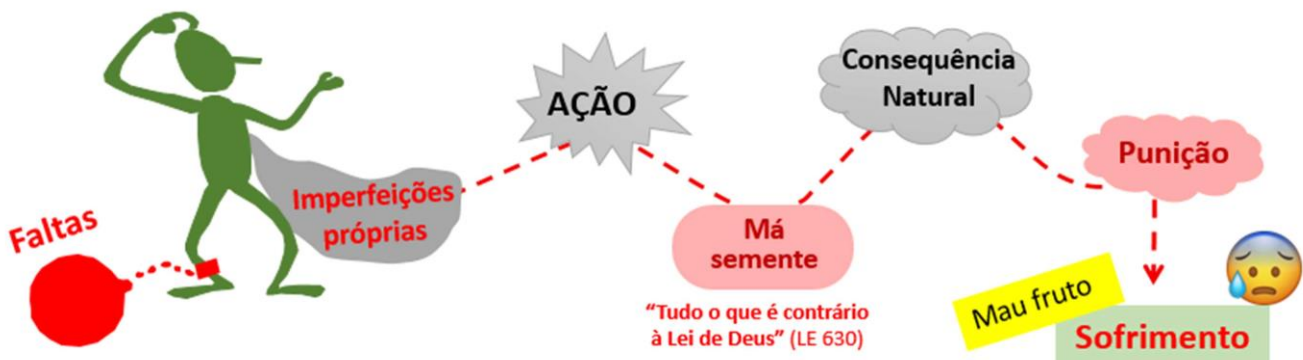 Faltas
Imperfeições
próprias
AÇÃO
Má
semente
“Tudo o que é contrário
à Lei de Deus” (LE 630)
Consequência
Natural
Punição
Mau fruto
Sofrimento